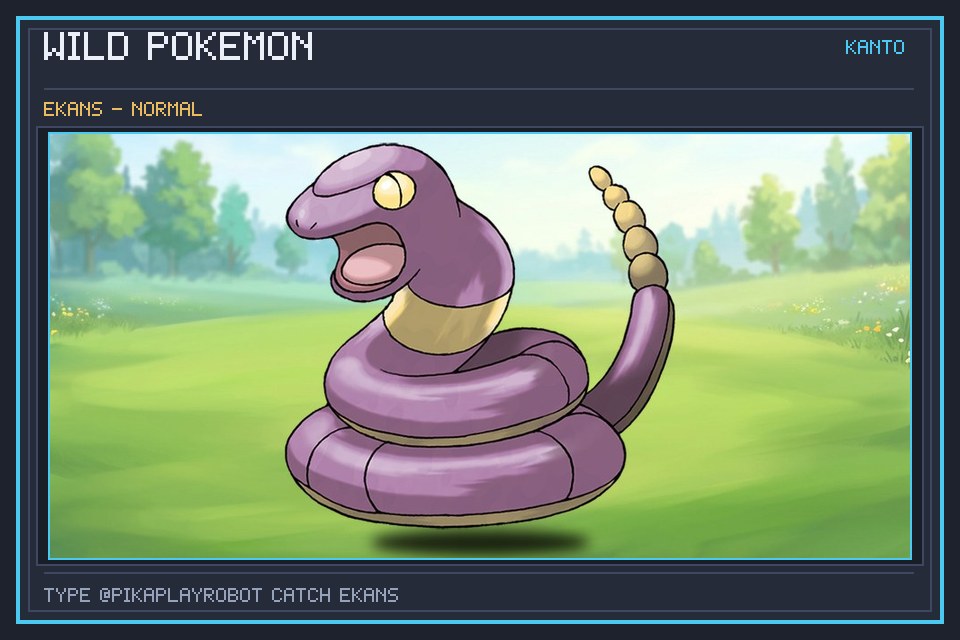 WILD POKEMON
KANTO
EKANS - NORMAL
TYPE @PIKAPLAYROBOT CATCH EKANS